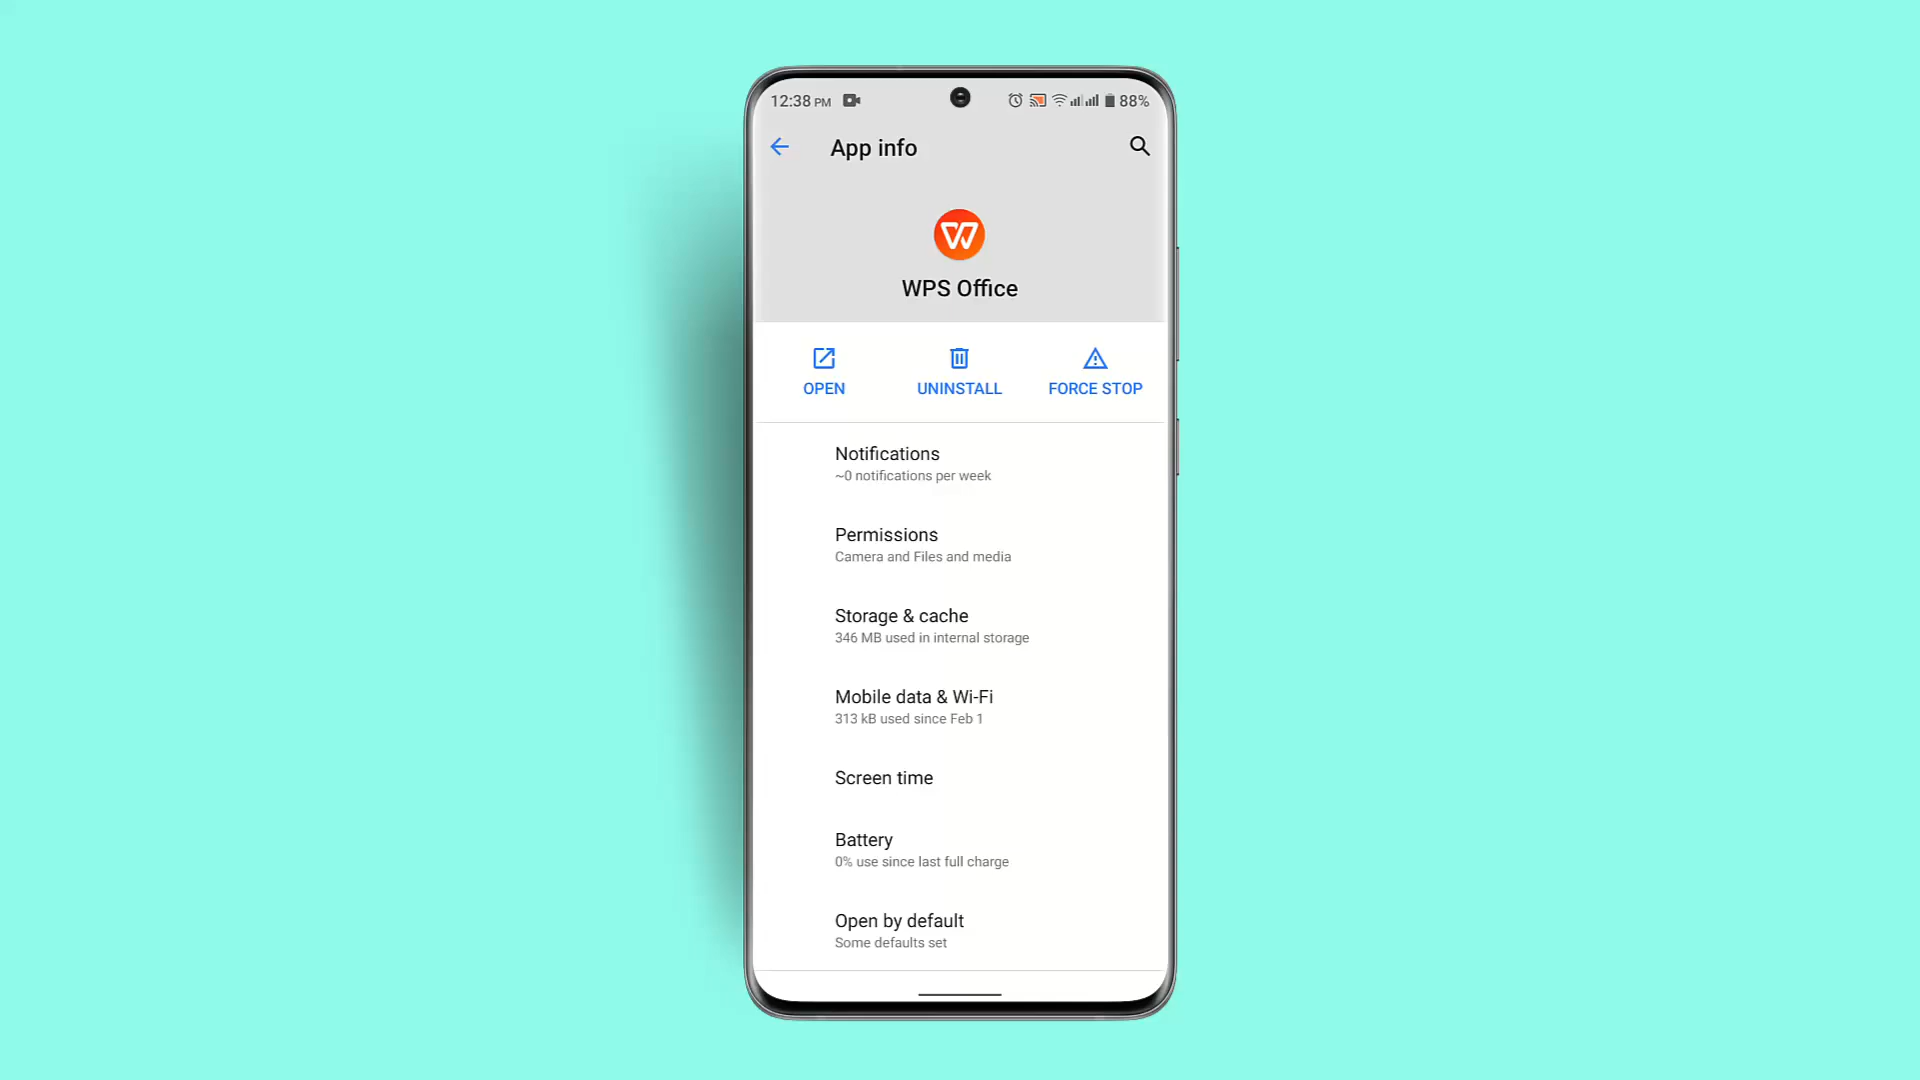 12:38 PM 88%
App info
WPS Office
OPEN UNINSTALL FORCE STOP
Notifications
~0 notifications per week
Permissions
Camera and Files and media
Storage & cache
346 MB used in internal storage
Mobile data & Wi-Fi
313 kB used since Feb 1
Screen time
Battery
0% use since last full charge
Open by default
Some defaults set